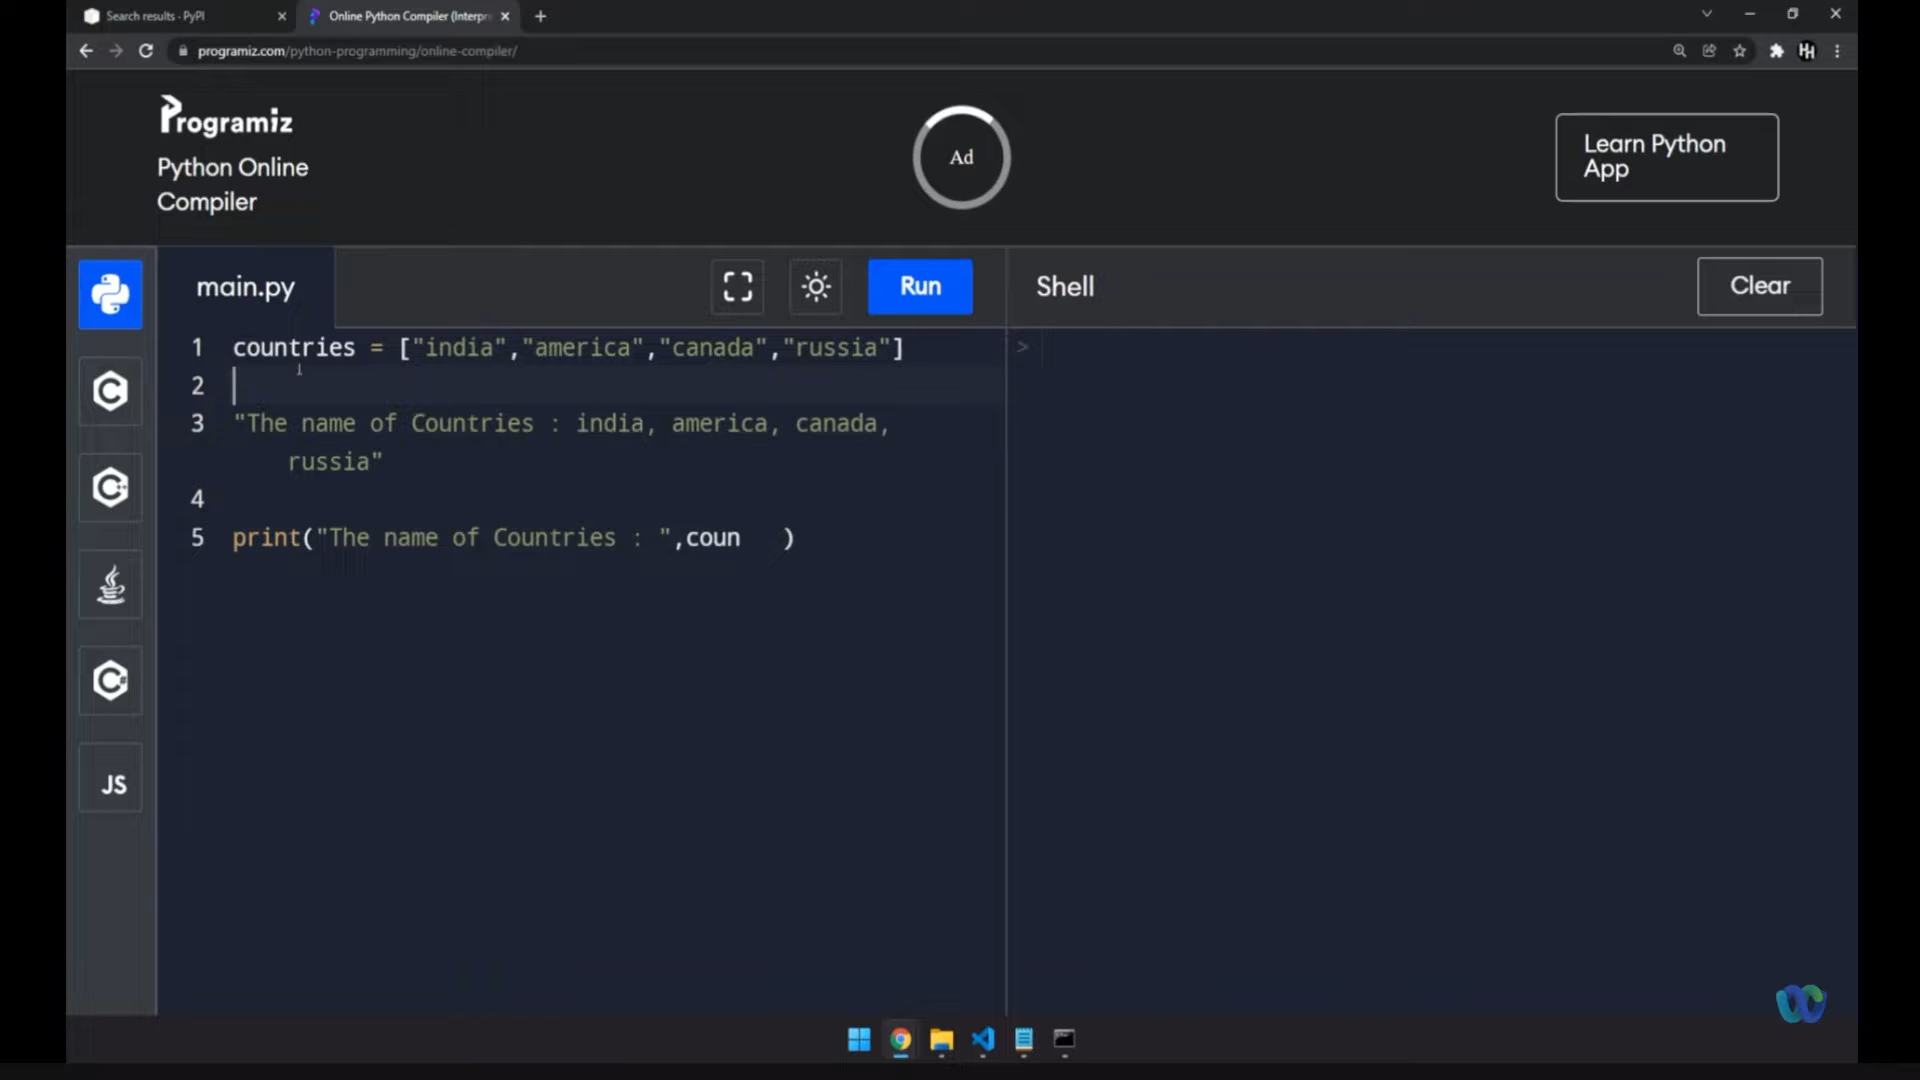 Search results · PyPI
Online Python Compiler (Interpr
programiz.com/python-programming/online-compiler/
Programiz
Python Online
Compiler
Ad
Learn Python
App
main.py
Run
Shell
Clear
1 countries = ["india","america","canada","russia"]
>
2
3 "The name of Countries : india, america, canada,
russia"
4
5 print("The name of Countries : ",coun   )
JS